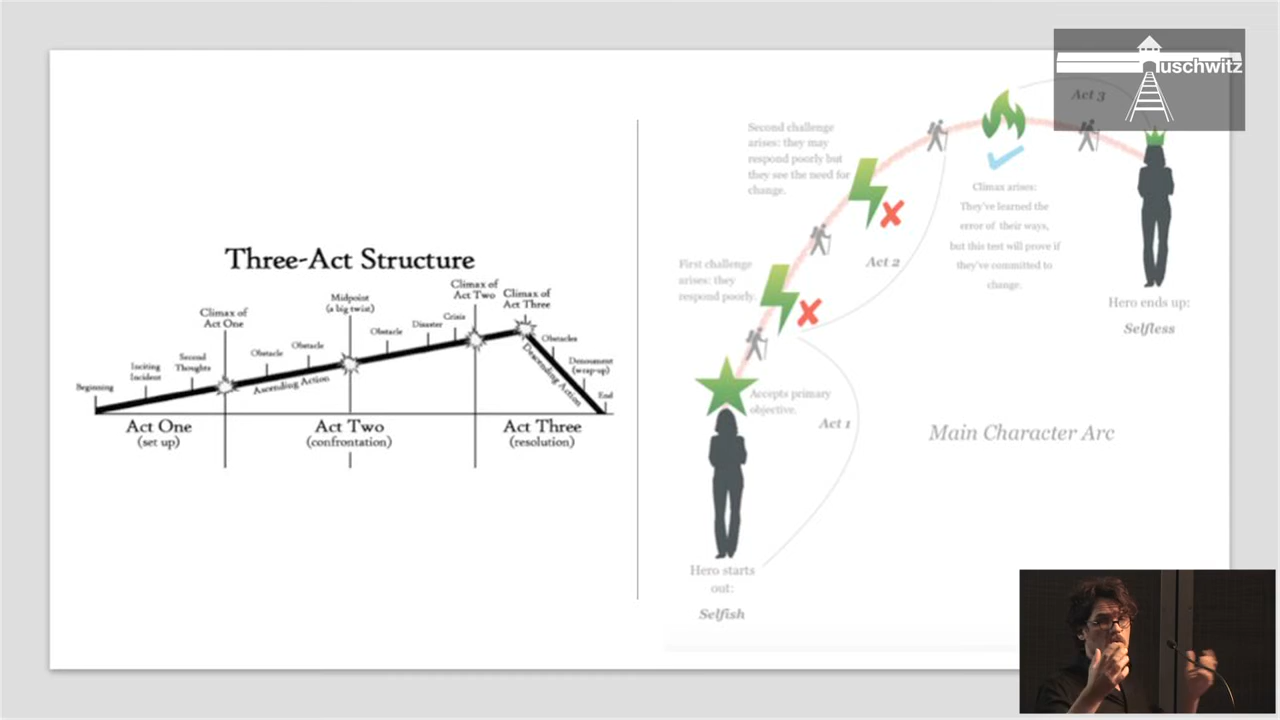 uschwitz
Three-Act Structure
Climax of
Act One
Midpoint
(a big twist)
Climax of
Act Two
Climax of
Act Three
Beginning
Inciting
Incident
Second
Thoughts
Obstacle
Obstacle
Obstacle
Disaster
Crisis
Obstacles
Denoument
(wrap-up)
End
Ascending Action
Descending Action
Act One
(set up)
Act Two
(confrontation)
Act Three
(resolution)
Act 3
Second challenge
arises: they may
respond poorly but
they see the need for
change.
Climax arises:
They've learned the
error of their ways,
but this test will prove if
they've committed to
change.
Act 2
First challenge
arises: they
respond poorly.
Hero ends up:
Selfless
Accepts primary
objective.
Act 1
Main Character Arc
Hero starts
out:
Selfish